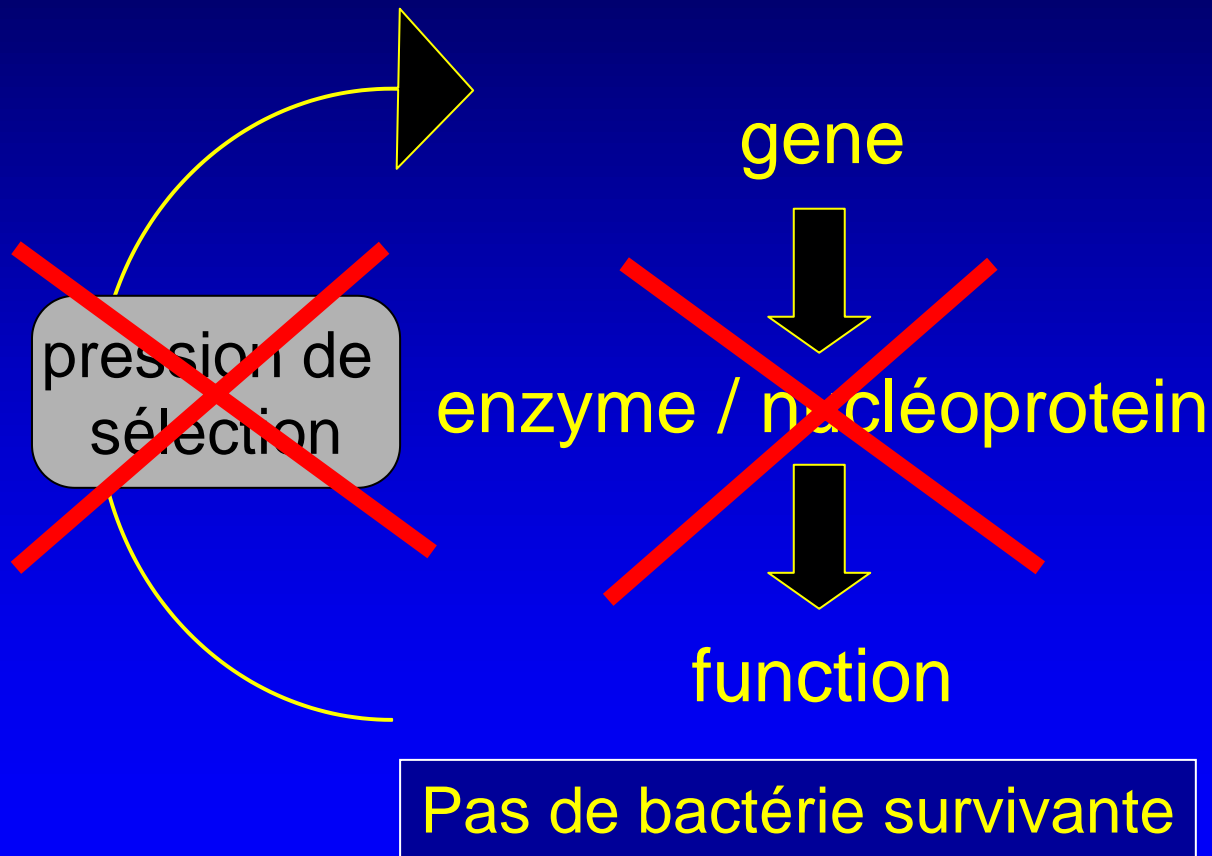 gene
pression de
sélection
enzyme / nucléoprotein
function
Pas de bactérie survivante